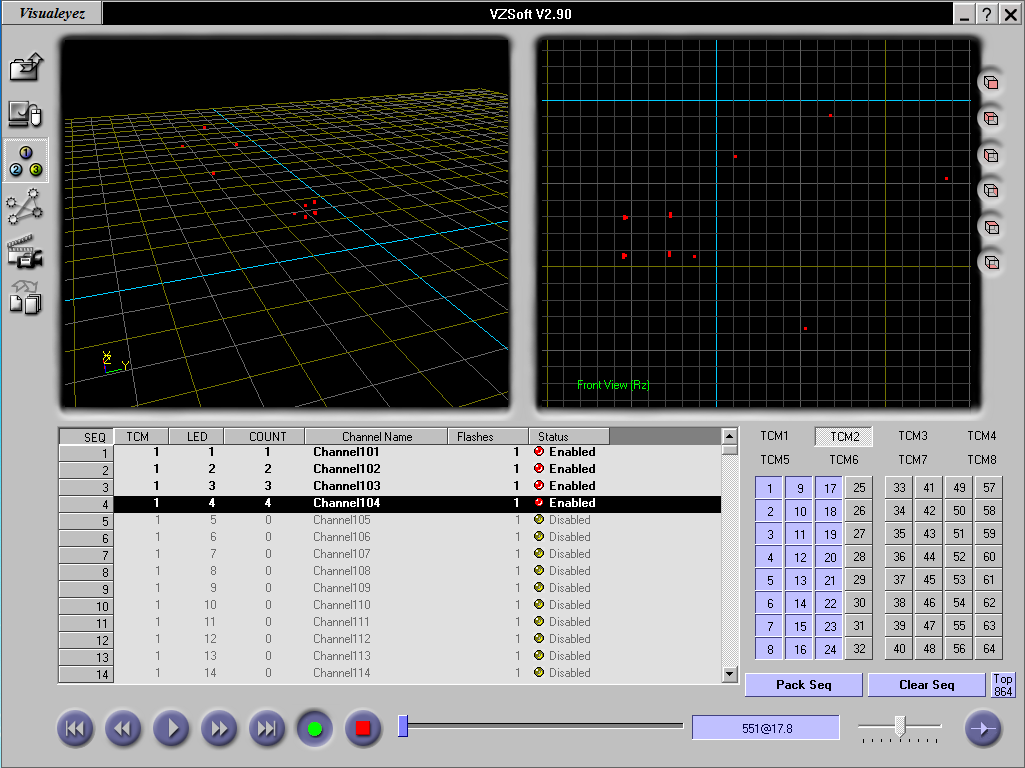 Visualeyez VZSoft V2.90 ?
1 2 3
X
Z
Y
Front View (Rz)
SEQ TCM LED COUNT Channel Name Flashes Status
1 1 1 1 Channel101 1 Enabled
2 1 2 2 Channel102 1 Enabled
3 1 3 3 Channel103 1 Enabled
4 1 4 4 Channel104 1 Enabled
5 1 5 0 Channel105 1 Disabled
6 1 6 0 Channel106 1 Disabled
7 1 7 0 Channel107 1 Disabled
8 1 8 0 Channel108 1 Disabled
9 1 9 0 Channel109 1 Disabled
10 1 10 0 Channel110 1 Disabled
11 1 11 0 Channel111 1 Disabled
12 1 12 0 Channel112 1 Disabled
13 1 13 0 Channel113 1 Disabled
14 1 14 0 Channel114 1 Disabled
TCM1 TCM2 TCM3 TCM4
TCM5 TCM6 TCM7 TCM8
1 9 17 25 33 41 49 57
2 10 18 26 34 42 50 58
3 11 19 27 35 43 51 59
4 12 20 28 36 44 52 60
5 13 21 29 37 45 53 61
6 14 22 30 38 46 54 62
7 15 23 31 39 47 55 63
8 16 24 32 40 48 56 64
Pack Seq Clear Seq Top
864
551@17.8